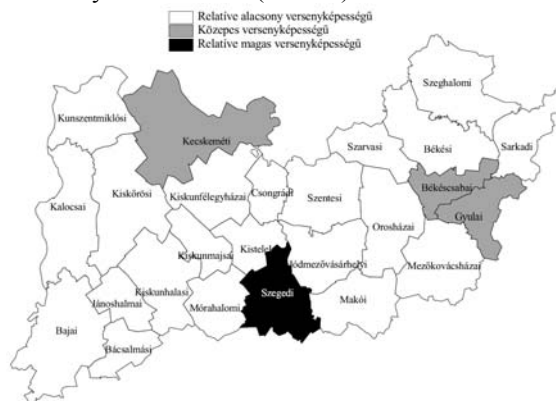 Relatíve alacsony versenyképességű
Közepes versenyképességű
Relatíve magas versenyképességű
Szeghalomi
Kunszentmiklósi
Kecskeméti
Szarvasi
Békési
Sarkadi
Kalocsai
Kiskőrösi
Kiskunfélegyházai
Csongrádi
Szentesi
Békéscsabai
Gyulai
Orosházai
Kiskunmajsai
Kistelek
Hódmezővásárhelyi
Mezőkovácsházai
Jánoshalmai
Kiskunhalasi
Mórahalomi
Szegedi
Makói
Bajai
Bácsalmási